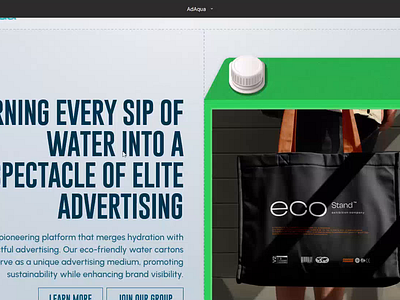 AdAqua
RNING EVERY SIP OF
WATER INTO A
SPECTACLE OF ELITE
ADVERTISING
pioneering platform that merges hydration with
tful advertising. Our eco-friendly water cartons
erve as a unique advertising medium, promoting
sustainability while enhancing brand visibility.
LEARN MORE
JOIN OUR GROUP
eco
Stand™